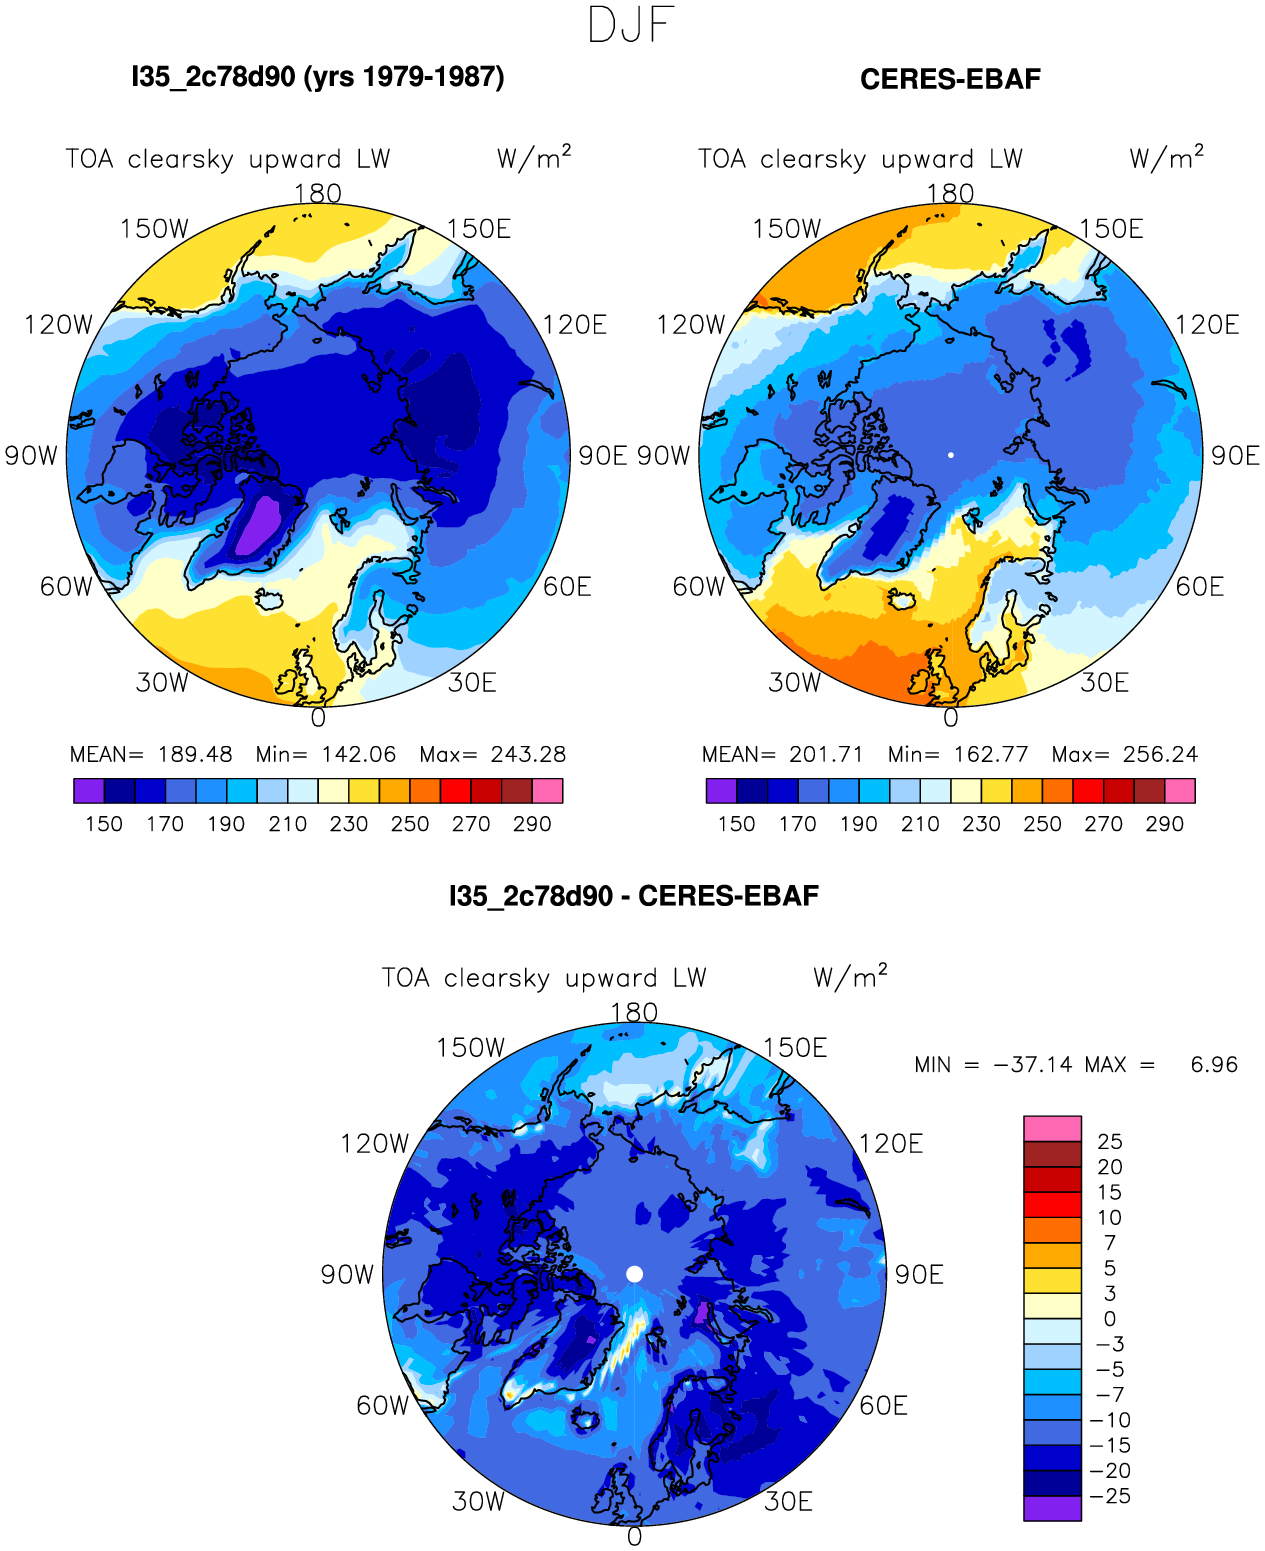 DJF
I35_2c78d90 (yrs 1979-1987)
CERES-EBAF
TOA clearsky upward LW W/m²
TOA clearsky upward LW W/m²
180
150W 150E
120W 120E
90W 90E
60W 60E
30W 30E
0
180
150W 150E
120W 120E
90W 90E
60W 60E
30W 30E
0
MEAN= 189.48 Min= 142.06 Max= 243.28
150 170 190 210 230 250 270 290
MEAN= 201.71 Min= 162.77 Max= 256.24
150 170 190 210 230 250 270 290
I35_2c78d90 - CERES-EBAF
TOA clearsky upward LW W/m²
180
150W 150E
120W 120E
90W 90E
60W 60E
30W 30E
0
MIN = −37.14 MAX = 6.96
25
20
15
10
7
5
3
0
−3
−5
−7
−10
−15
−20
−25